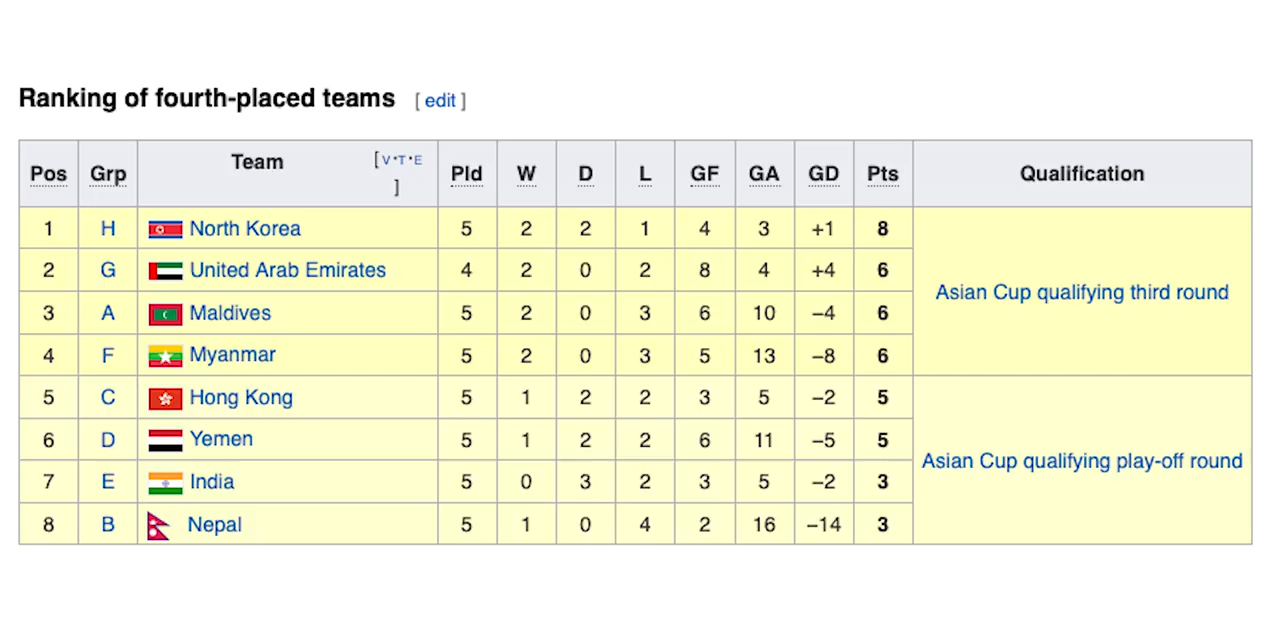 Ranking of fourth-placed teams [ edit ]
Pos Grp Team [ V·T·E ] Pld W D L GF GA GD Pts Qualification
1 H North Korea 5 2 2 1 4 3 +1 8 Asian Cup qualifying third round
2 G United Arab Emirates 4 2 0 2 8 4 +4 6
3 A Maldives 5 2 0 3 6 10 −4 6
4 F Myanmar 5 2 0 3 5 13 −8 6
5 C Hong Kong 5 1 2 2 3 5 −2 5 Asian Cup qualifying play-off round
6 D Yemen 5 1 2 2 6 11 −5 5
7 E India 5 0 3 2 3 5 −2 3
8 B Nepal 5 1 0 4 2 16 −14 3